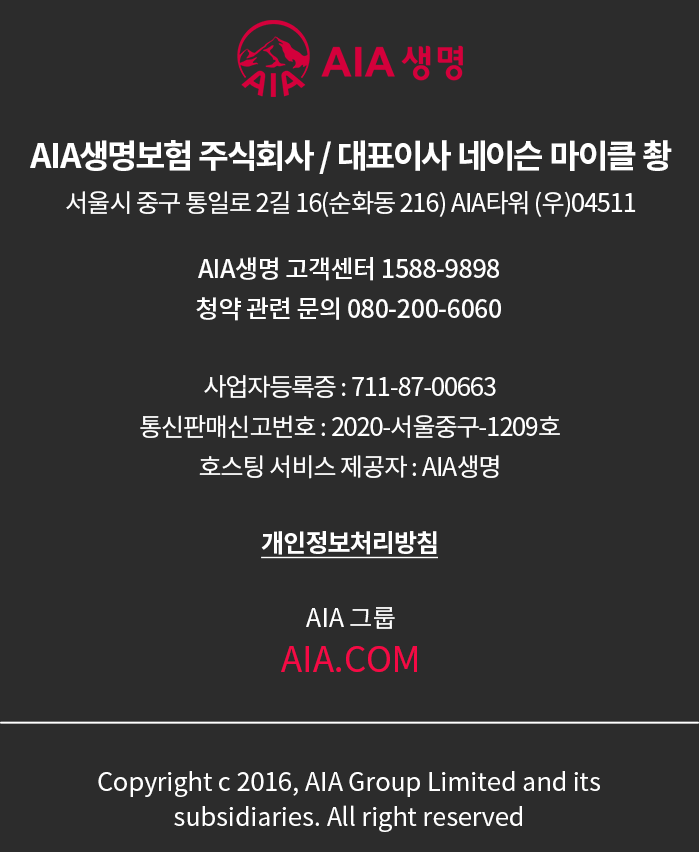 AIA
AIA 생명
AIA생명보험 주식회사 / 대표이사 네이슨 마이클 촹
서울시 중구 통일로 2길 16(순화동 216) AIA타워 (우)04511
AIA생명 고객센터 1588-9898
청약 관련 문의 080-200-6060
사업자등록증 : 711-87-00663
통신판매신고번호 : 2020-서울중구-1209호
호스팅 서비스 제공자 : AIA생명
개인정보처리방침
AIA 그룹
AIA.COM
Copyright c 2016, AIA Group Limited and its
subsidiaries. All right reserved